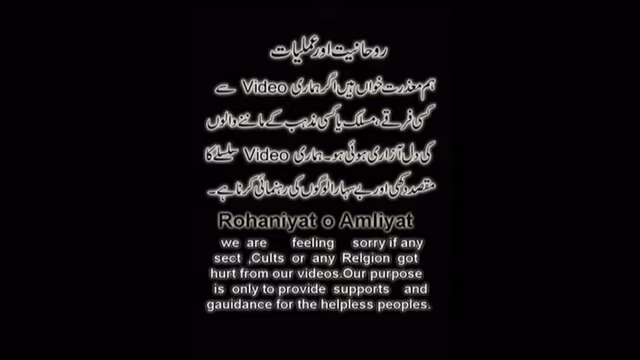 روحانیت اور عملیات
ہم معذرت خواں ہیں اگر ہماری Video سے
کسی فرقے، مسلک یا کسی مذہب کے ماننے والوں
کی دل آزاری ہوئی ہو۔ ہماری Video سلسلے کا
مقصد دکھی اور بے سہارا لوگوں کی رہنمائی کرنا ہے۔
Rohaniyat o Amliyat
we are feeling sorry if any
sect ,Cults or any Relgion got
hurt from our videos.Our purpose
is only to provide supports and
gauidance for the helpless peoples.